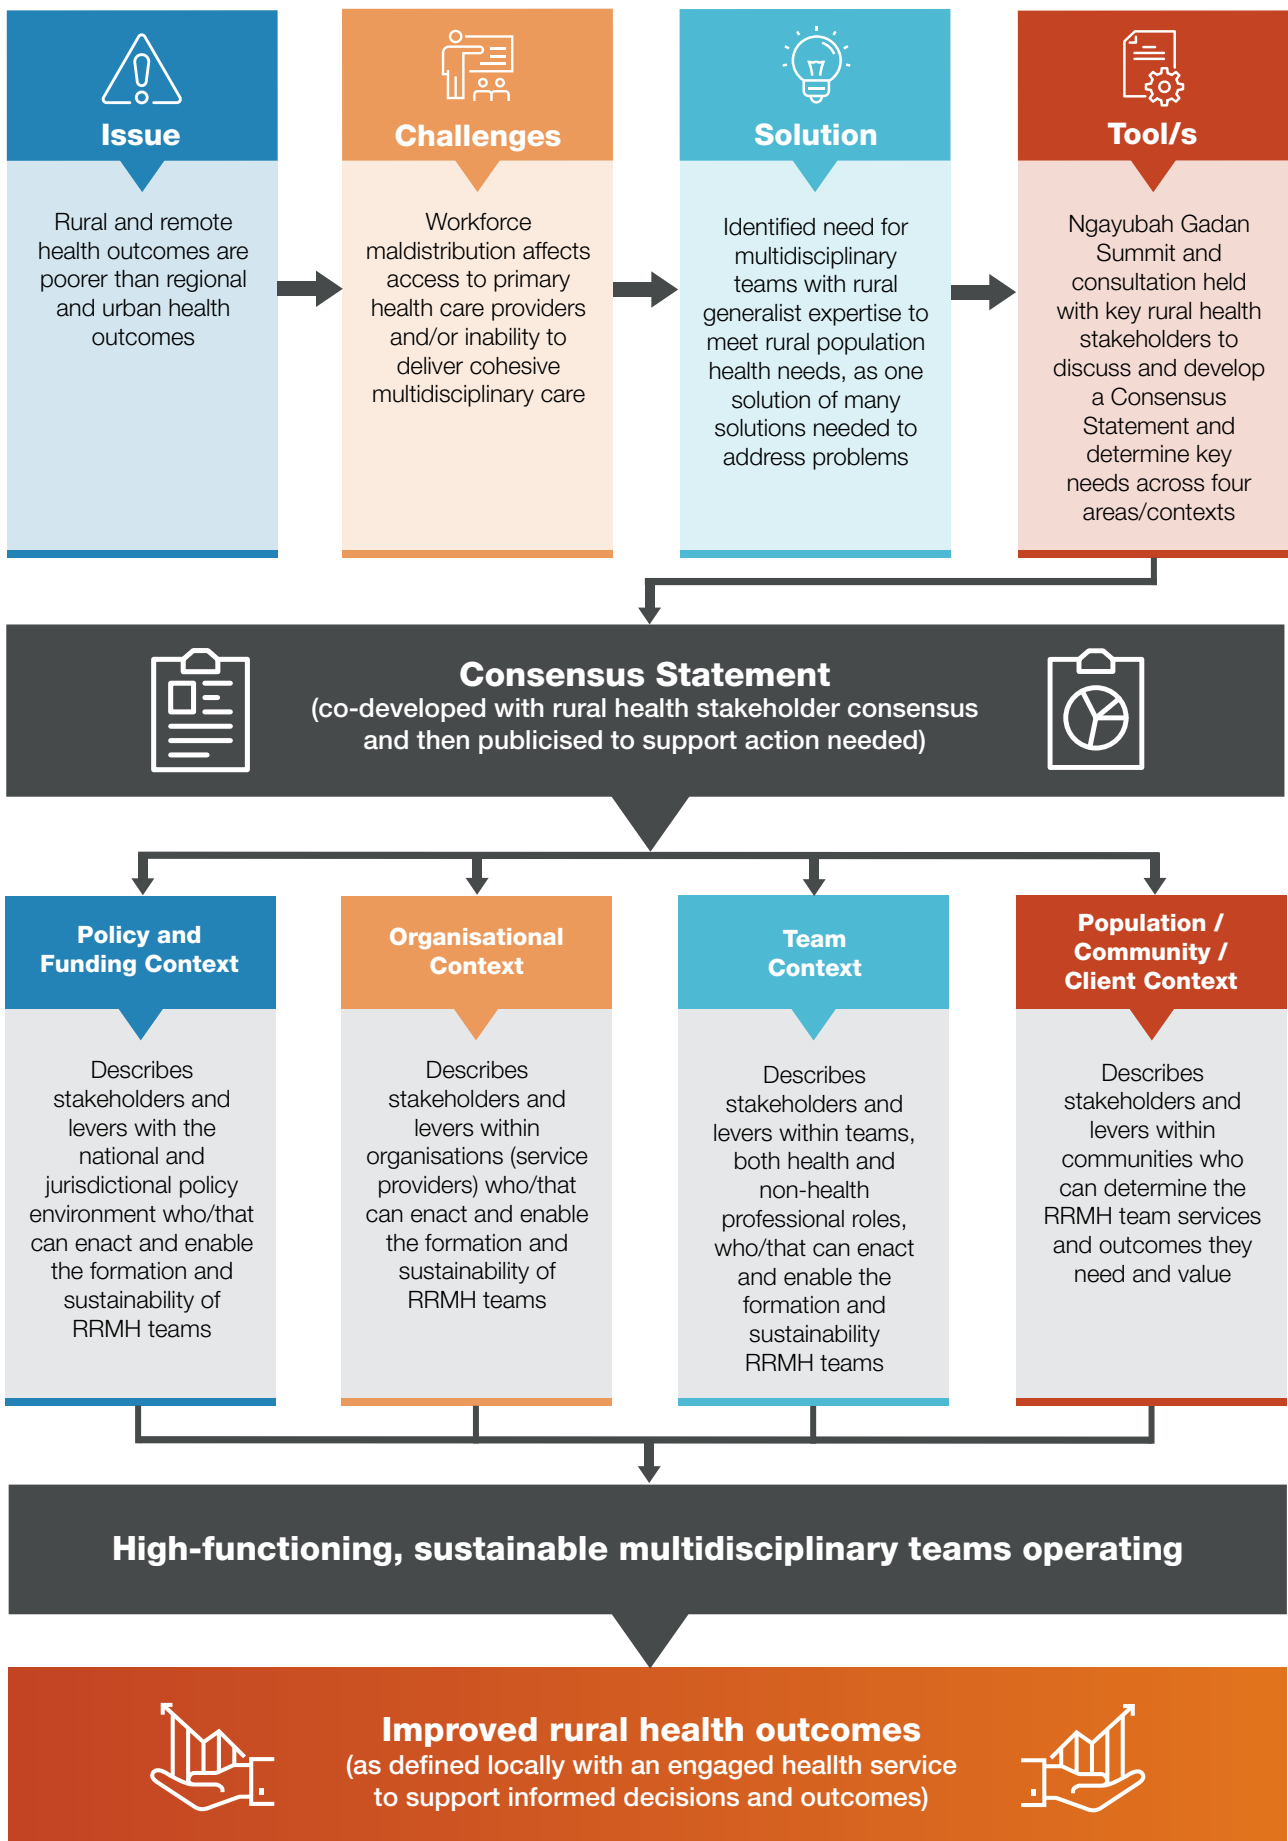 Issue
Rural and remote
health outcomes are
poorer than regional
and urban health
outcomes
Challenges
Workforce
maldistribution affects
access to primary
health care providers
and/or inability to
deliver cohesive
multidisciplinary care
Solution
Identified need for
multidisciplinary
teams with rural
generalist expertise to
meet rural population
health needs, as one
solution of many
solutions needed to
address problems
Tool/s
Ngayubah Gadan
Summit and
consultation held
with key rural health
stakeholders to
discuss and develop
a Consensus
Statement and
determine key
needs across four
areas/contexts
Consensus Statement
(co-developed with rural health stakeholder consensus
and then publicised to support action needed)
Policy and
Funding Context
Describes
stakeholders and
levers with the
national and
jurisdictional policy
environment who/that
can enact and enable
the formation and
sustainability of
RRMH teams
Organisational
Context
Describes
stakeholders and
levers within
organisations (service
providers) who/that
can enact and enable
the formation and
sustainability of
RRMH teams
Team
Context
Describes
stakeholders and
levers within teams,
both health and
non-health
professional roles,
who/that can enact
and enable the
formation and
sustainability
RRMH teams
Population /
Community /
Client Context
Describes
stakeholders and
levers within
communities who
can determine the
RRMH team services
and outcomes they
need and value
High-functioning, sustainable multidisciplinary teams operating
Improved rural health outcomes
(as defined locally with an engaged heallth service
to support informed decisions and outcomes)